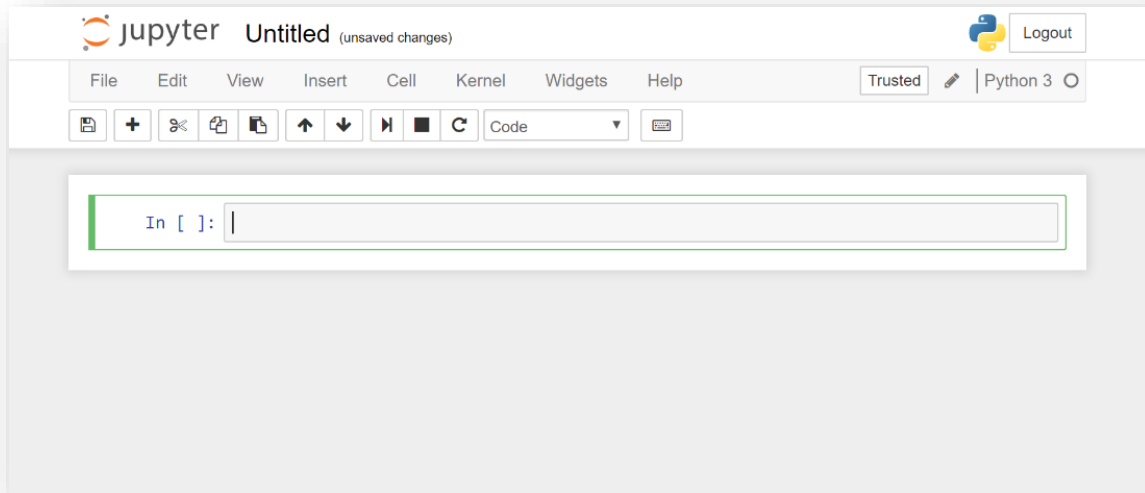 jupyter Untitled (unsaved changes) Logout
File Edit View Insert Cell Kernel Widgets Help Trusted Python 3
Code
In [ ]: